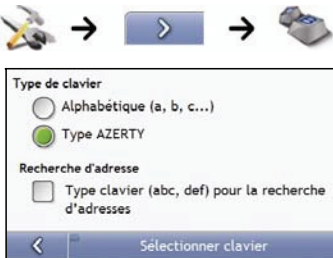 Type de clavier
Alphabétique (a, b, c...)
Type AZERTY
Recherche d'adresse
Type clavier (abc, def) pour la recherche
d'adresses
Sélectionner clavier